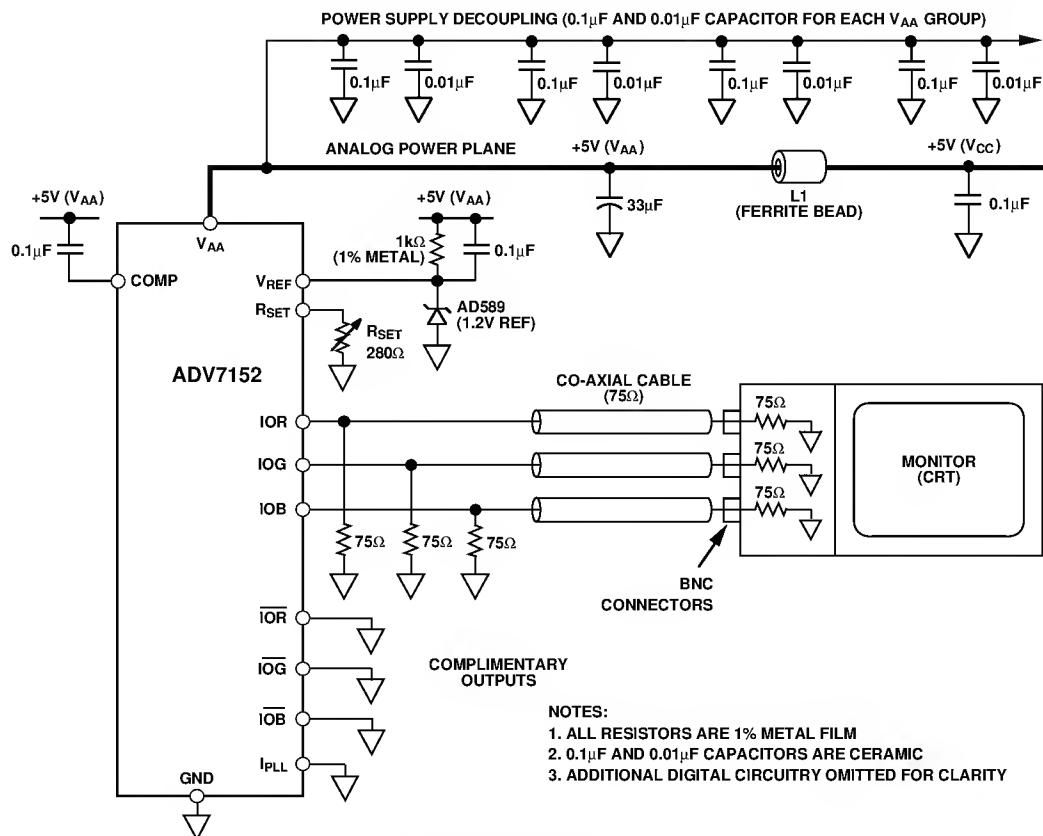 POWER SUPPLY DECOUPLING (0.1µF AND 0.01µF CAPACITOR FOR EACH VAA GROUP)
0.1µF
0.01µF
0.1µF
0.01µF
0.1µF
0.01µF
0.1µF
0.01µF
ANALOG POWER PLANE
+5V (VAA)
+5V (VCC)
33µF
L1
(FERRITE BEAD)
0.1µF
+5V (VAA)
0.1µF
+5V (VAA)
1kΩ
(1% METAL)
0.1µF
VAA
COMP
VREF
RSET
AD589
(1.2V REF)
RSET
280Ω
ADV7152
CO-AXIAL CABLE
(75Ω)
IOR
IOG
IOB
75Ω
75Ω
75Ω
MONITOR
(CRT)
75Ω
75Ω
75Ω
BNC
CONNECTORS
IOR
IOG
IOB
IPLL
COMPLIMENTARY
OUTPUTS
GND
NOTES:
1. ALL RESISTORS ARE 1% METAL FILM
2. 0.1µF AND 0.01µF CAPACITORS ARE CERAMIC
3. ADDITIONAL DIGITAL CIRCUITRY OMITTED FOR CLARITY